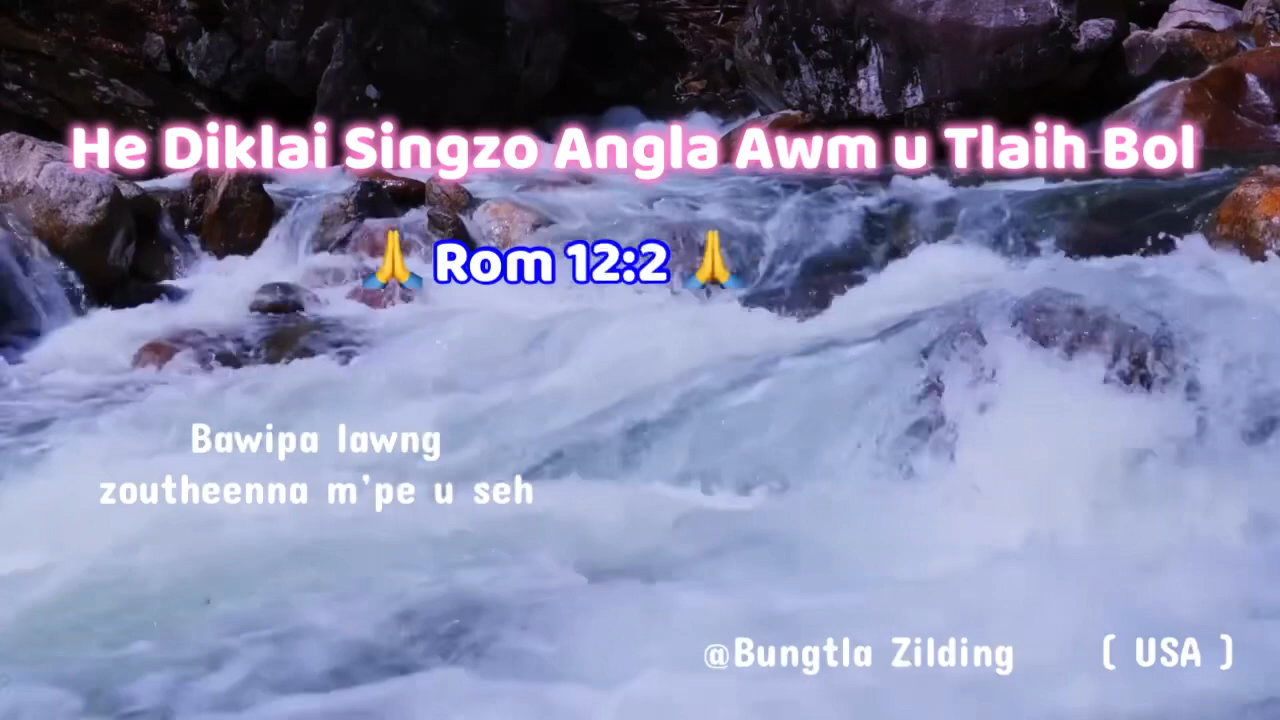 He Diklai Singzo Angla Awm u Tlaih Bol
🙏 Rom 12:2 🙏
Bawipa lawng
zoutheenna m'pe u seh
@Bungtla Zilding ( USA )